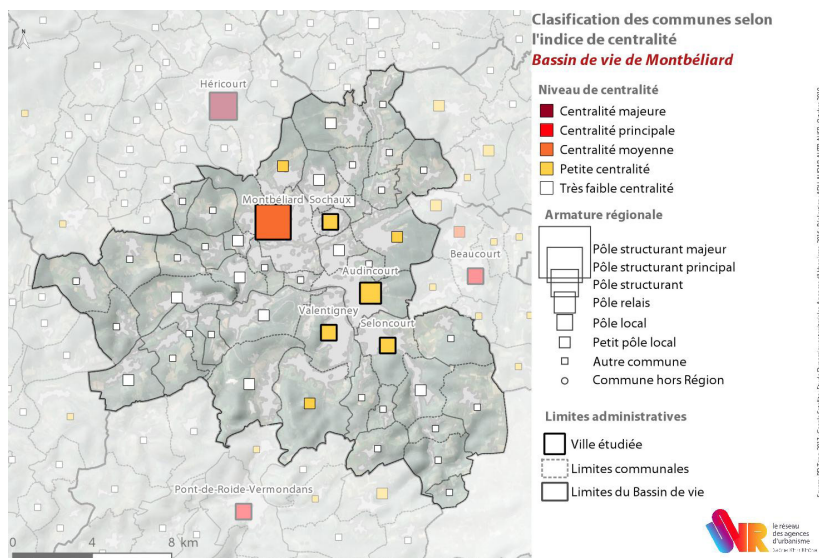 Clasification des communes selon
l'indice de centralité
Bassin de vie de Montbéliard
Niveau de centralité
Centralité majeure
Centralité principale
Centralité moyenne
Petite centralité
Très faible centralité
Armature régionale
Pôle structurant majeur
Pôle structurant principal
Pôle structurant
Pôle relais
Pôle local
Petit pôle local
Autre commune
Commune hors Région
Limites administratives
Ville étudiée
Limites communales
Limites du Bassin de vie
N
Héricourt
Montbéliard Sochaux
Beaucourt
Audincourt
Valentigney
Seloncourt
Pont-de-Roide-Vermondans
0 4 8 km
le réseau
des agences
d'urbanisme